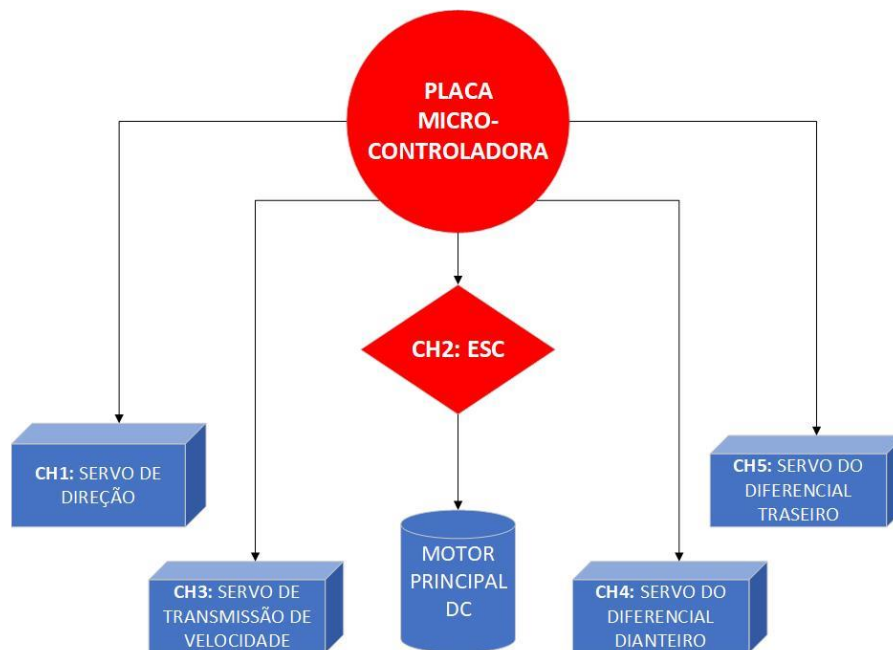 PLACA
MICRO-
CONTROLADORA
CH2: ESC
CH1: SERVO DE
DIREÇÃO
CH5: SERVO DO
DIFERENCIAL
TRASEIRO
CH3: SERVO DE
TRANSMISSÃO DE
VELOCIDADE
MOTOR
PRINCIPAL
DC
CH4: SERVO DO
DIFERENCIAL
DIANTEIRO